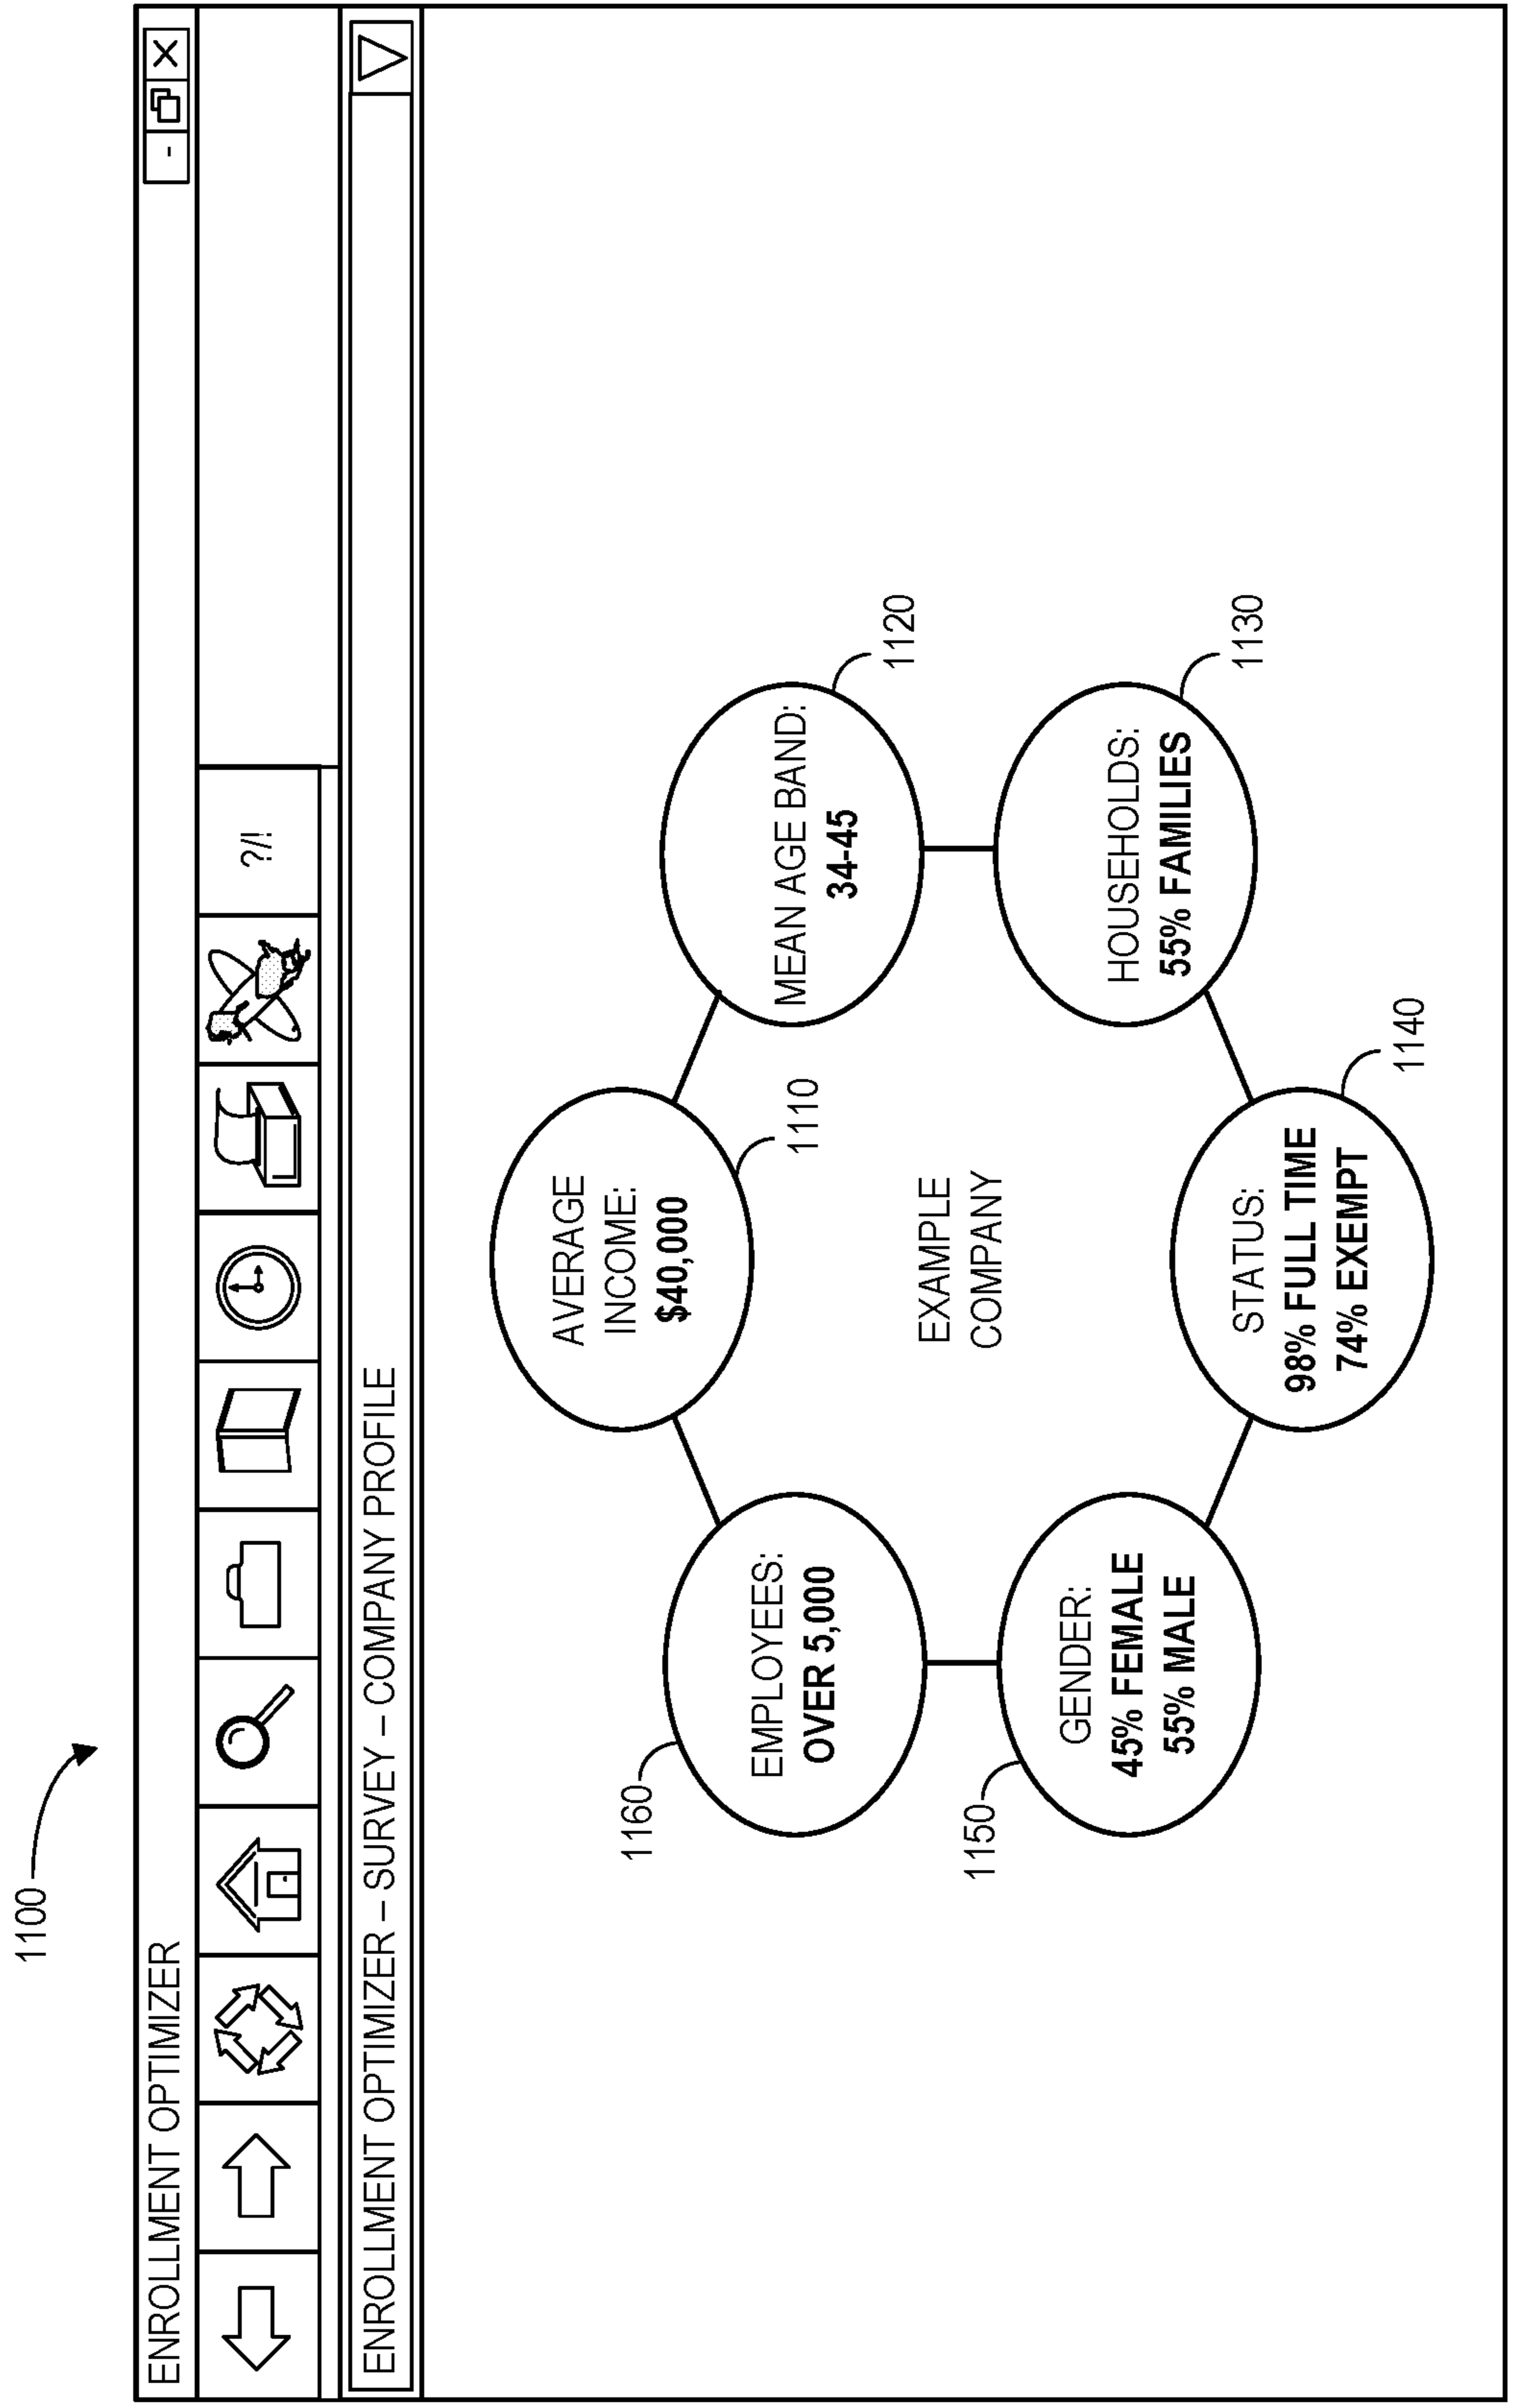 1100
ENROLLMENT OPTIMIZER
- X
?/!
ENROLLMENT OPTIMIZER – SURVEY – COMPANY PROFILE
AVERAGE
INCOME:
$40,000
1110
MEAN AGE BAND:
34-45
1120
HOUSEHOLDS:
55% FAMILIES
1130
STATUS:
98% FULL TIME
74% EXEMPT
1140
GENDER:
45% FEMALE
55% MALE
1150
EMPLOYEES:
OVER 5,000
1160
EXAMPLE
COMPANY